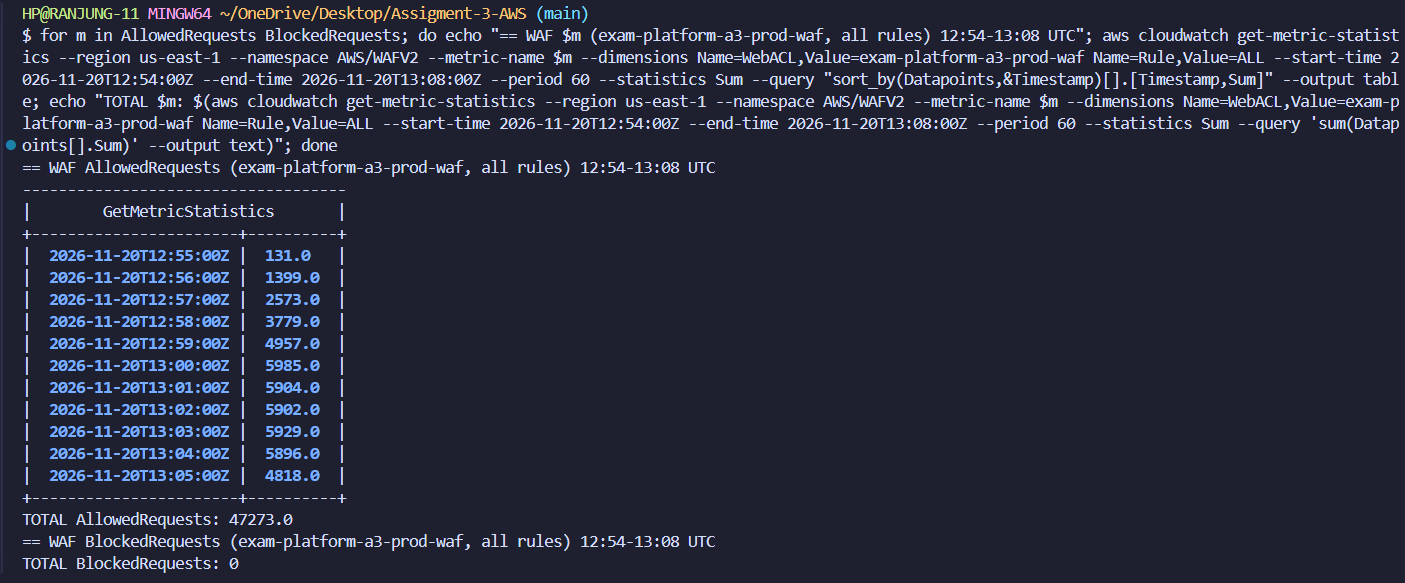 HP@RANJUNG-11 MINGW64 ~/OneDrive/Desktop/Assigment-3-AWS (main)
$ for m in AllowedRequests BlockedRequests; do echo "== WAF $m (exam-platform-a3-prod-waf, all rules) 12:54-13:08 UTC"; aws cloudwatch get-metric-statist
ics --region us-east-1 --namespace AWS/WAFV2 --metric-name $m --dimensions Name=WebACL,Value=exam-platform-a3-prod-waf Name=Rule,Value=ALL --start-time 2
026-11-20T12:54:00Z --end-time 2026-11-20T13:08:00Z --period 60 --statistics Sum --query "sort_by(Datapoints,&Timestamp)[].[Timestamp,Sum]" --output tabl
e; echo "TOTAL $m: $(aws cloudwatch get-metric-statistics --region us-east-1 --namespace AWS/WAFV2 --metric-name $m --dimensions Name=WebACL,Value=exam-p
latform-a3-prod-waf Name=Rule,Value=ALL --start-time 2026-11-20T12:54:00Z --end-time 2026-11-20T13:08:00Z --period 60 --statistics Sum --query 'sum(Datap
oints[].Sum)' --output text)"; done
== WAF AllowedRequests (exam-platform-a3-prod-waf, all rules) 12:54-13:08 UTC
----------------------------------
|        GetMetricStatistics       |
+-----------------------+----------+
|  2026-11-20T12:55:00Z |  131.0   |
|  2026-11-20T12:56:00Z |  1399.0  |
|  2026-11-20T12:57:00Z |  2573.0  |
|  2026-11-20T12:58:00Z |  3779.0  |
|  2026-11-20T12:59:00Z |  4957.0  |
|  2026-11-20T13:00:00Z |  5985.0  |
|  2026-11-20T13:01:00Z |  5904.0  |
|  2026-11-20T13:02:00Z |  5902.0  |
|  2026-11-20T13:03:00Z |  5929.0  |
|  2026-11-20T13:04:00Z |  5896.0  |
|  2026-11-20T13:05:00Z |  4818.0  |
+-----------------------+----------+
TOTAL AllowedRequests: 47273.0
== WAF BlockedRequests (exam-platform-a3-prod-waf, all rules) 12:54-13:08 UTC
TOTAL BlockedRequests: 0